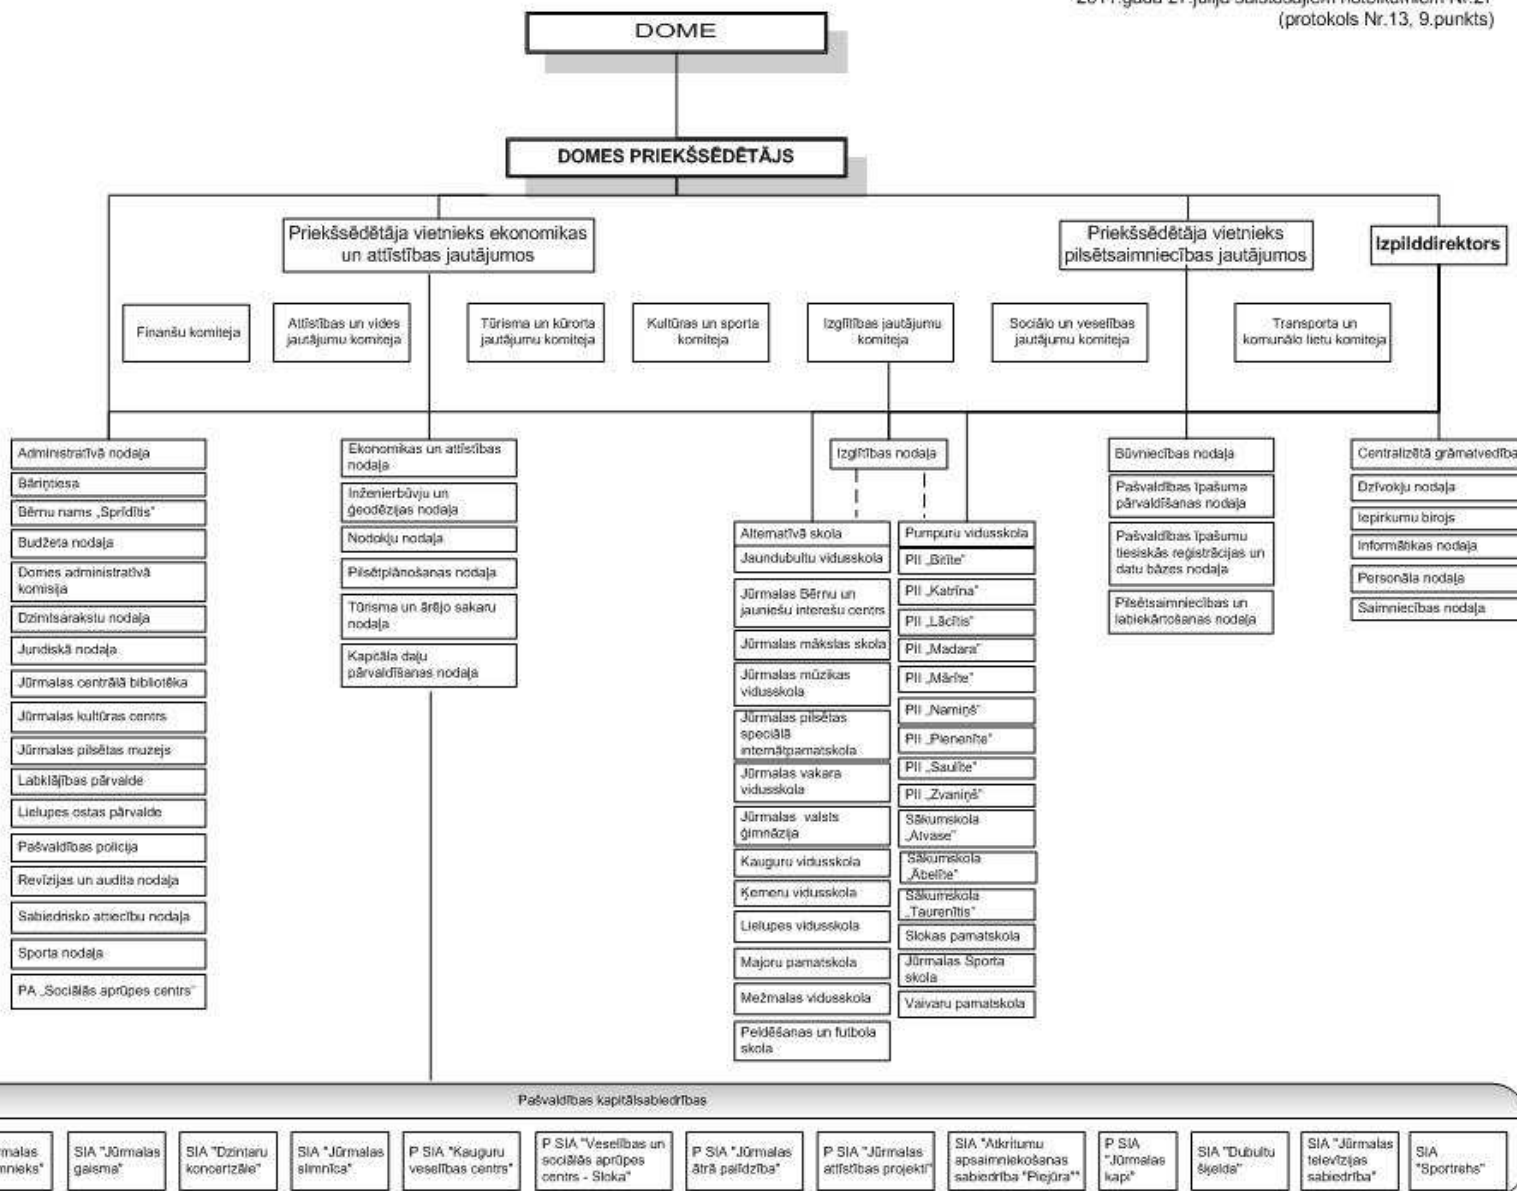 (protokols Nr.13, 9.punkts)
DOME
DOMES PRIEKŠSĒDĒTĀJS
Priekšsēdētāja vietnieks ekonomikas
un attīstības jautājumos
Priekšsēdētāja vietnieks
pilsētsaimniecības jautājumos
Izpilddirektors
Finanšu komiteja
Attīstības un vides
jautājumu komiteja
Tūrisma un kūrorta
jautājumu komiteja
Kultūras un sporta
komiteja
Izglītības jautājumu
komiteja
Sociālo un veselības
jautājumu komiteja
Transporta un
komunālo lietu komiteja
Administratīvā nodaļa
Bāriņtiesa
Bērnu nams „Sprīdītis"
Budžeta nodaļa
Domes administratīvā
komisija
Dzimtsarakstu nodaļa
Juridiskā nodaļa
Jūrmalas centrālā bibliotēka
Jūrmalas kultūras centrs
Jūrmalas pilsētas muzejs
Labklājības pārvalde
Lielupes ostas pārvalde
Pašvaldības policija
Revīzijas un audita nodaļa
Sabiedrisko attiecību nodaļa
Sporta nodaļa
PA „Sociālās aprūpes centrs"
Ekonomikas un attīstības
nodaļa
Inženierbūvju un
ģeodēzijas nodaļa
Nodokļu nodaļa
Pilsētplānošanas nodaļa
Tūrisma un ārējo sakaru
nodaļa
Kapitāla daļu
pārvaldīšanas nodaļa
Izglītības nodaļa
Alternatīvā skola
Jaundubultu vidusskola
Jūrmalas Bērnu un
jauniešu interešu centrs
Jūrmalas mākslas skola
Jūrmalas mūzikas
vidusskola
Jūrmalas pilsētas
speciālā
internātpamatskola
Jūrmalas vakara
vidusskola
Jūrmalas valsts
ģimnāzija
Kauguru vidusskola
Ķemeru vidusskola
Lielupes vidusskola
Majoru pamatskola
Mežmalas vidusskola
Peldēšanas un futbola
skola
Pumpuru vidusskola
PII „Bitīte"
PII „Katrīna"
PII „Lācītis"
PII „Madara"
PII „Mārīte"
PII „Namiņš"
PII „Pienenīte"
PII „Saulīte"
PII „Zvaniņš"
Sākumskola
„Atvase"
Sākumskola
„Ābelīte"
Sākumskola
„Taurenītis"
Slokas pamatskola
Jūrmalas Sporta
skola
Vaivaru pamatskola
Būvniecības nodaļa
Pašvaldības īpašuma
pārvaldīšanas nodaļa
Pašvaldības īpašumu
tiesiskās reģistrācijas un
datu bāzes nodaļa
Pilsētsaimniecības un
labiekārtošanas nodaļa
Centralizētā grāmatvedība
Dzīvokļu nodaļa
Iepirkumu birojs
Informātikas nodaļa
Personāla nodaļa
Saimniecības nodaļa
Pašvaldības kapitālsabiedrības
SIA "Jūrmalas
gaisma"
SIA "Dzintaru
koncertzāle"
SIA "Jūrmalas
slimnīca"
P SIA "Kauguru
veselības centrs"
P SIA "Veselības un
sociālās aprūpes
centrs - Sloka"
P SIA "Jūrmalas
ātrā palīdzība"
P SIA "Jūrmalas
attīstības projekti"
SIA "Atkritumu
apsaimniekošanas
sabiedrība "Piejūra""
P SIA
"Jūrmalas
kapi"
SIA "Dubultu
šķelda"
SIA "Jūrmalas
televīzijas
sabiedrība"
SIA
"Sportrehs"